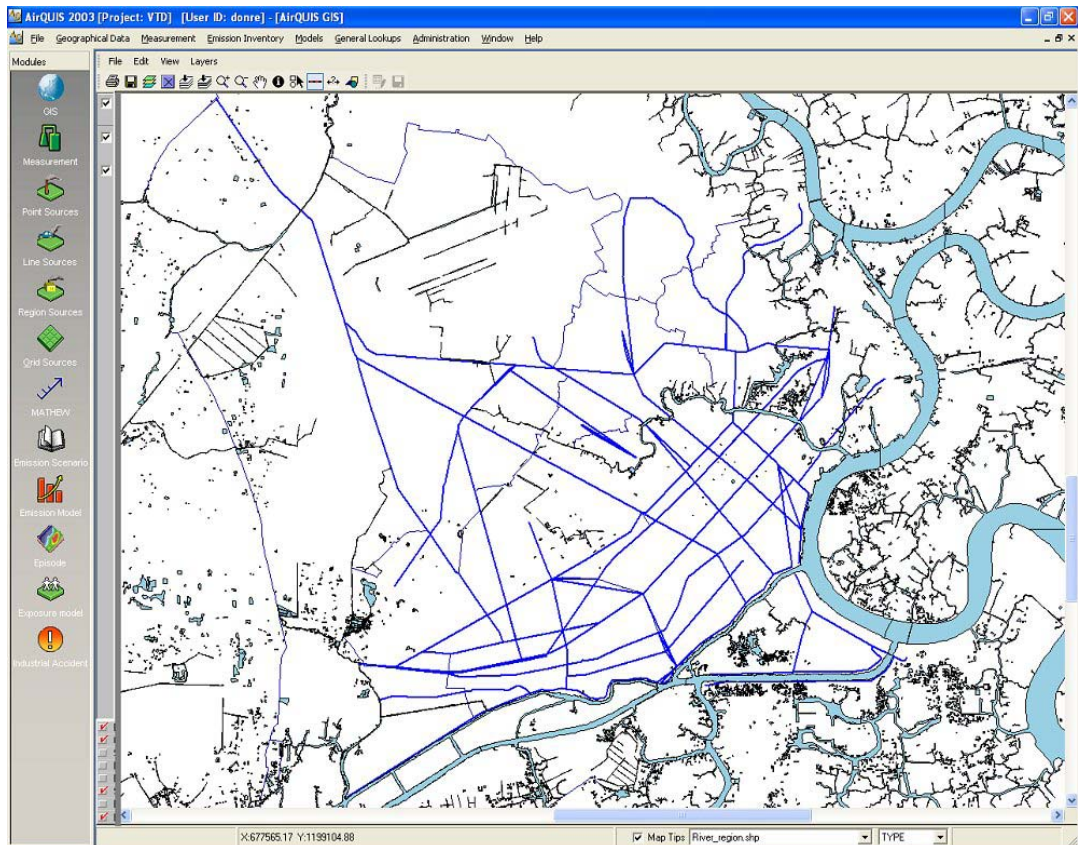 AirQUIS 2003 [Project: VTD] [User ID: donre] - [AirQUIS GIS]
File Geographical Data Measurement Emission Inventory Models General Lookups Administration Window Help
Modules
File Edit View Layers
GIS
Measurement
Point Sources
Line Sources
Region Sources
Grid Sources
MATHEW
Emission Scenario
Emission Model
Episode
Exposure model
Industrial Accident
X:677565.17 Y:1199104.88
Map Tips River_region.shp TYPE